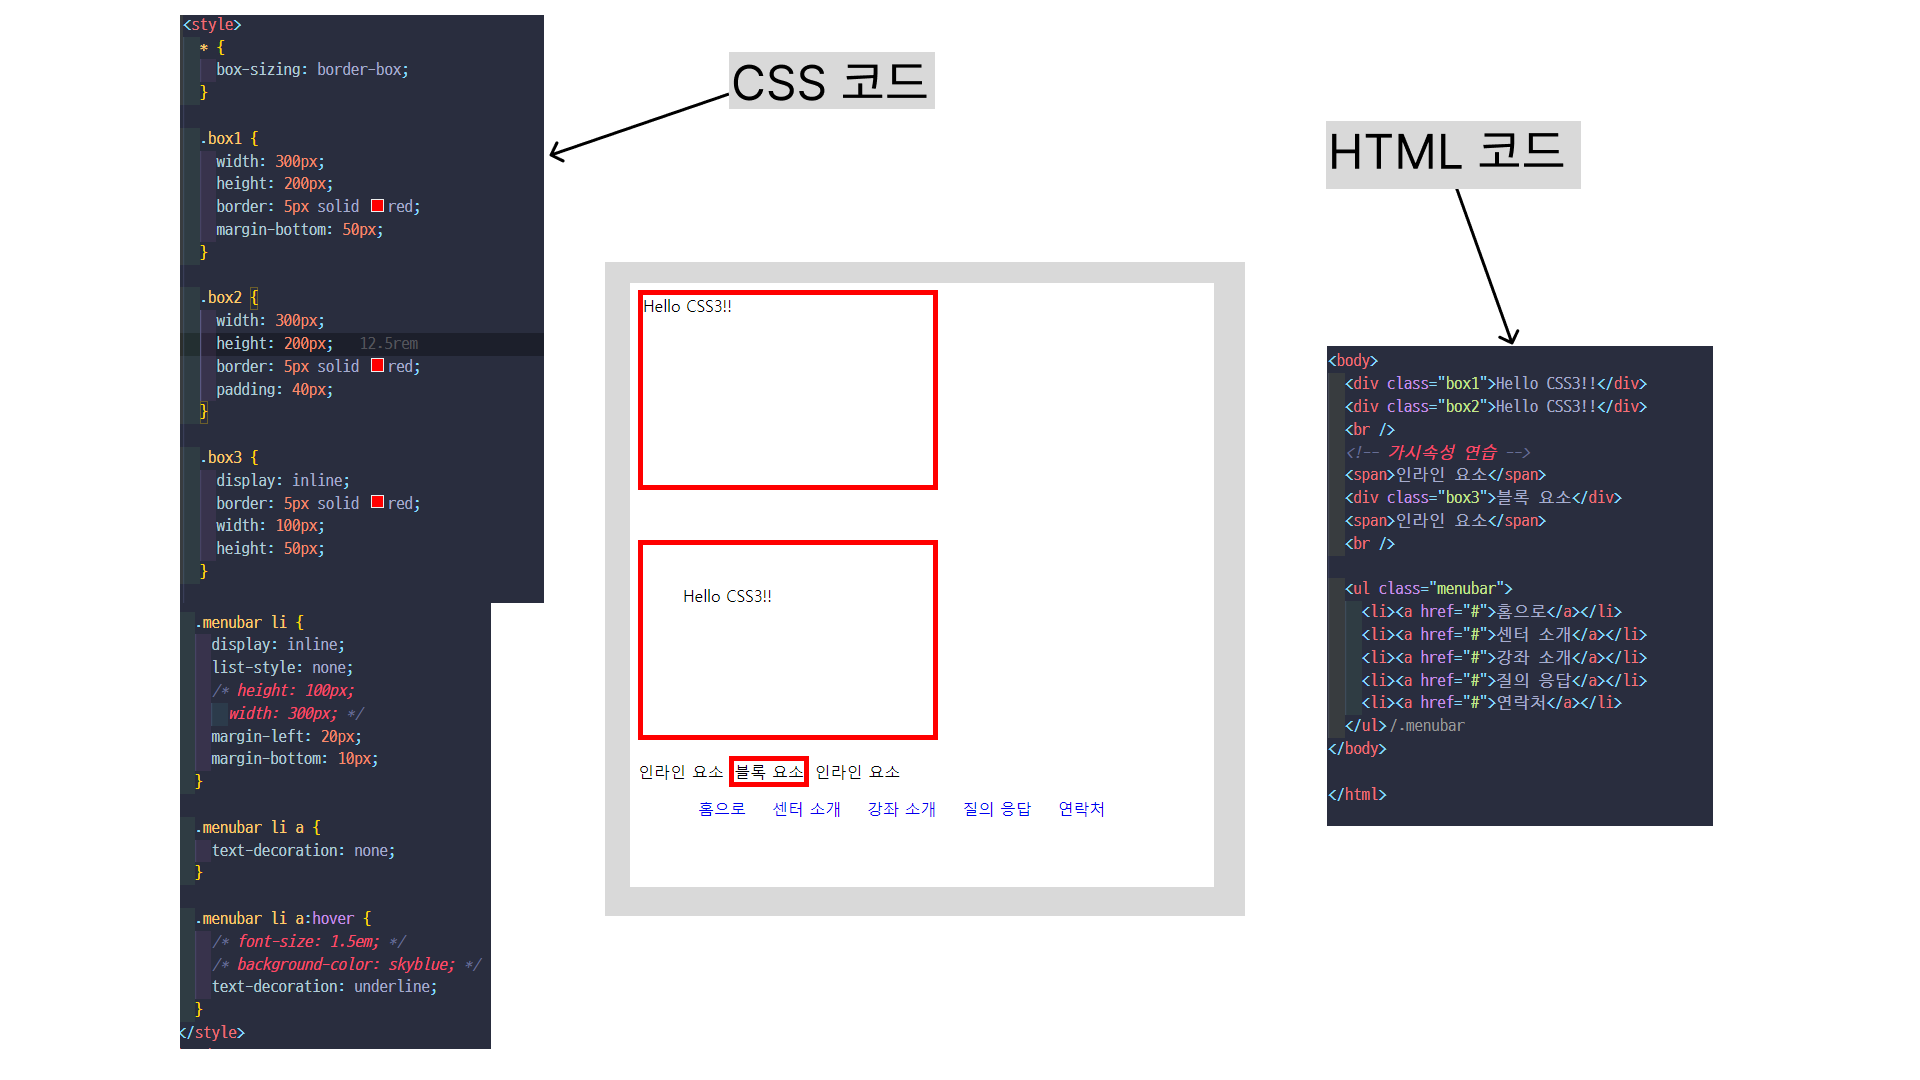 <style>
* {
box-sizing: border-box;
}
.box1 {
width: 300px;
height: 200px;
border: 5px solid red;
margin-bottom: 50px;
}
.box2 {
width: 300px;
height: 200px; 12.5rem
border: 5px solid red;
padding: 40px;
}
.box3 {
display: inline;
border: 5px solid red;
width: 100px;
height: 50px;
}
.menubar li {
display: inline;
list-style: none;
/* height: 100px;
width: 300px; */
margin-left: 20px;
margin-bottom: 10px;
}
.menubar li a {
text-decoration: none;
}
.menubar li a:hover {
/* font-size: 1.5em; */
/* background-color: skyblue; */
text-decoration: underline;
}
</style>
CSS 코드
Hello CSS3!!
Hello CSS3!!
인라인 요소 블록 요소 인라인 요소
홈으로 센터 소개 강좌 소개 질의 응답 연락처
HTML 코드
<body>
<div class="box1">Hello CSS3!!</div>
<div class="box2">Hello CSS3!!</div>
<br />
<!-- 가시속성 연습 -->
<span>인라인 요소</span>
<div class="box3">블록 요소</div>
<span>인라인 요소</span>
<br />
<ul class="menubar">
<li><a href="#">홈으로</a></li>
<li><a href="#">센터 소개</a></li>
<li><a href="#">강좌 소개</a></li>
<li><a href="#">질의 응답</a></li>
<li><a href="#">연락처</a></li>
</ul>/.menubar
</body>
</html>